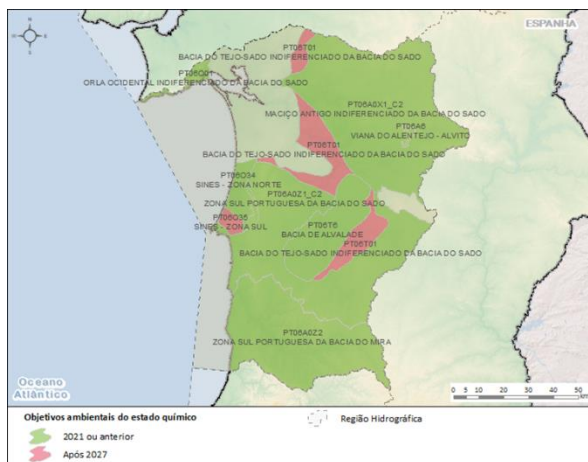 ESPANHA
PT06T01
BACIA DO TEJO-SADO INDIFERENCIADO DA BACIA DO SADO
PT06O01
ORLA OCIDENTAL INDIFERENCIADO DA BACIA DO SADO
PT06A0X1_C2
MACIÇO ANTIGO INDIFERENCIADO DA BACIA DO SADO
PT06A6
VIANA DO ALENTEJO - ALVITO
PT06T01
BACIA DO TEJO-SADO INDIFERENCIADO DA BACIA DO SADO
PT06O34
SINES - ZONA NORTE
PT06A0Z1_C2
ZONA SUL PORTUGUESA DA BACIA DO SADO
PT06O35
SINES - ZONA SUL
PT06T6
BACIA DE ALVALADE
PT06T01
BACIA DO TEJO-SADO INDIFERENCIADO DA BACIA DO SADO
PT06A0Z2
ZONA SUL PORTUGUESA DA BACIA DO MIRA
Oceano
Atlântico
0 5 10 20 30 40 50
Objetivos ambientais do estado químico
Região Hidrográfica
2021 ou anterior
Após 2027